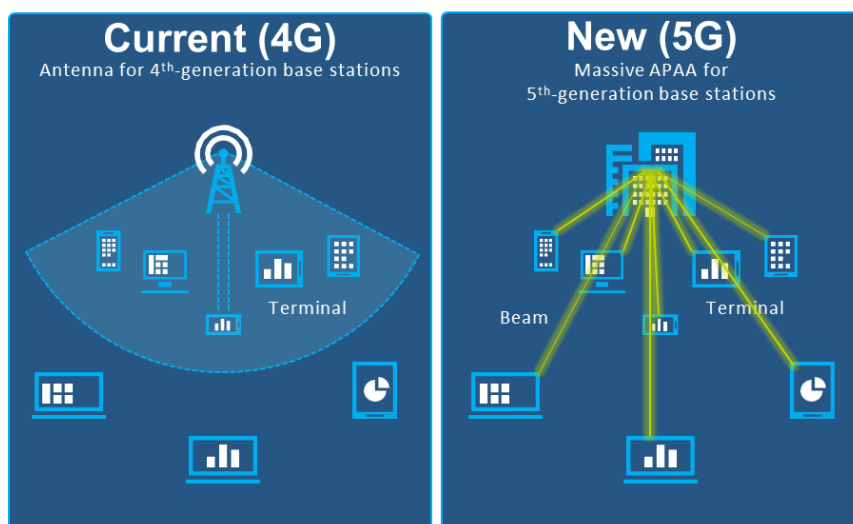 Current (4G)
Antenna for 4th-generation base stations
Terminal
New (5G)
Massive APAA for
5th-generation base stations
Beam
Terminal